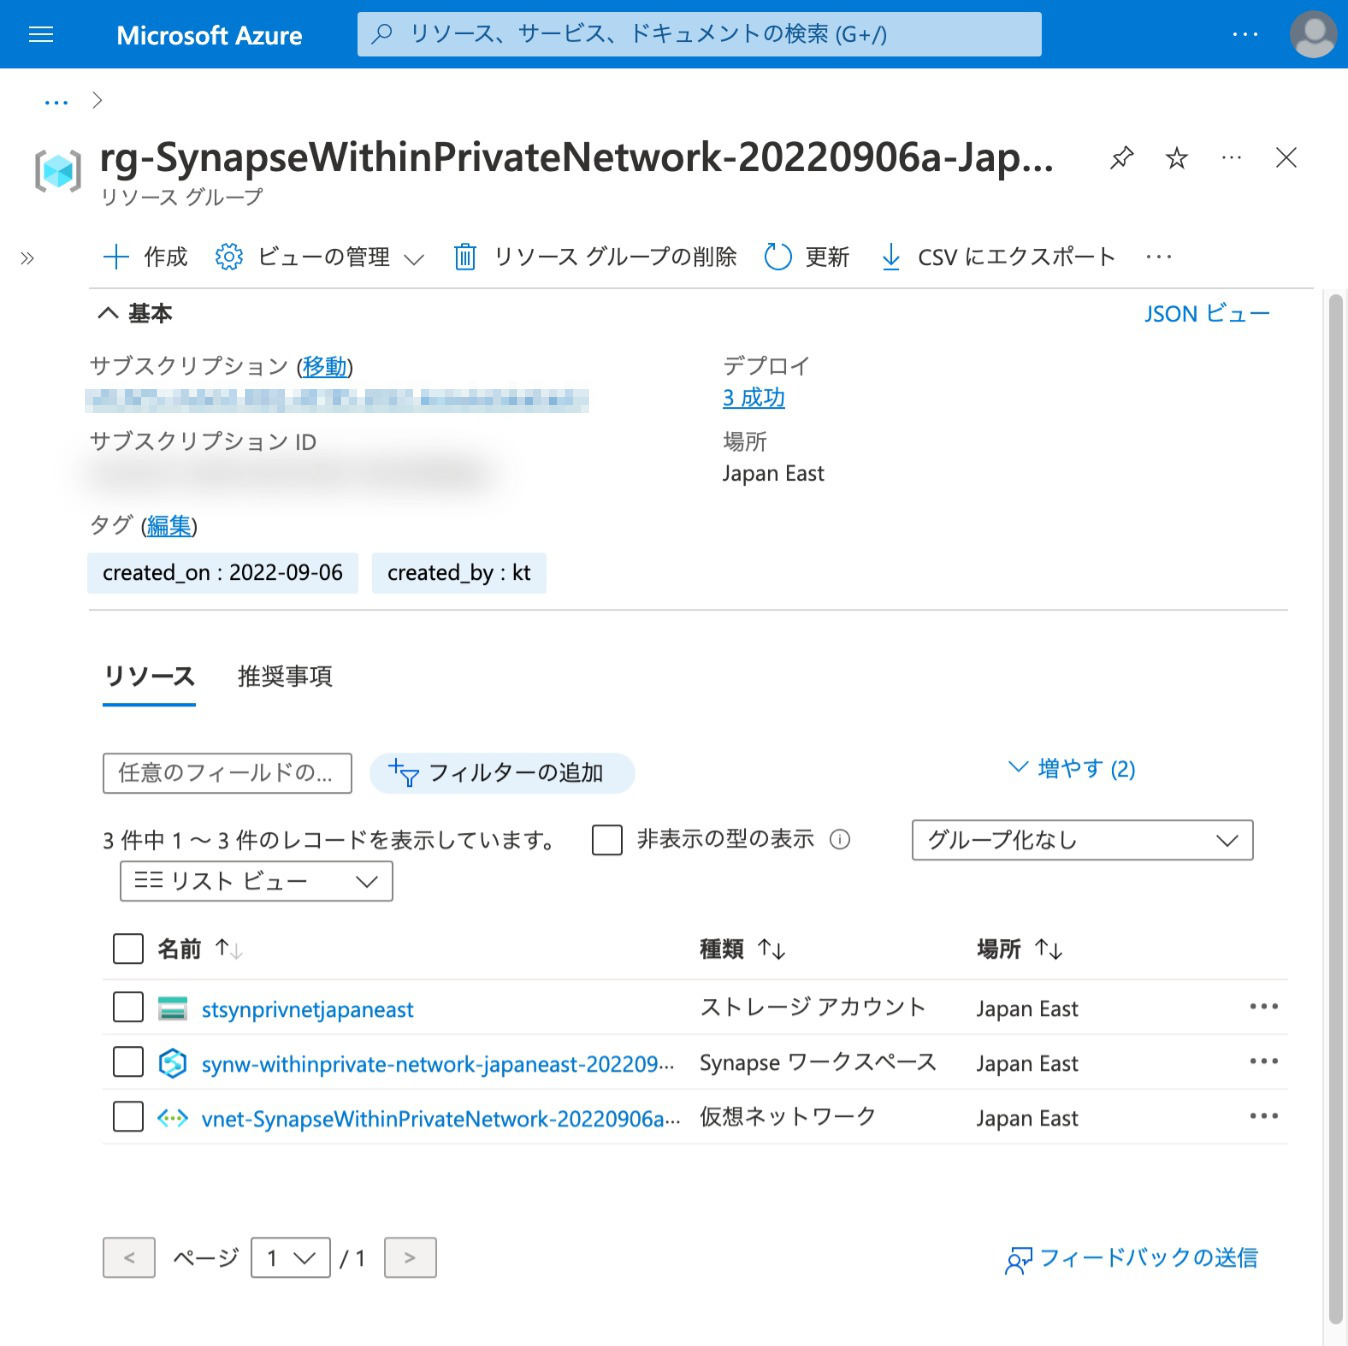 Microsoft Azure
リソース、サービス、ドキュメントの検索 (G+/)
rg-SynapseWithinPrivateNetwork-20220906a-Jap...
リソース グループ
作成
ビューの管理
リソース グループの削除
更新
CSV にエクスポート
基本
JSON ビュー
サブスクリプション (移動)
デプロイ
3 成功
サブスクリプション ID
場所
Japan East
タグ (編集)
created_on : 2022-09-06
created_by : kt
リソース
推奨事項
任意のフィールドの...
フィルターの追加
増やす (2)
3 件中 1 ～ 3 件のレコードを表示しています。
非表示の型の表示
グループ化なし
リスト ビュー
名前 ↑↓
種類 ↑↓
場所 ↑↓
stsynprivnetjapaneast
ストレージ アカウント
Japan East
synw-withinprivate-network-japaneast-202209...
Synapse ワークスペース
Japan East
vnet-SynapseWithinPrivateNetwork-20220906a...
仮想ネットワーク
Japan East
< ページ 1 / 1 >
フィードバックの送信